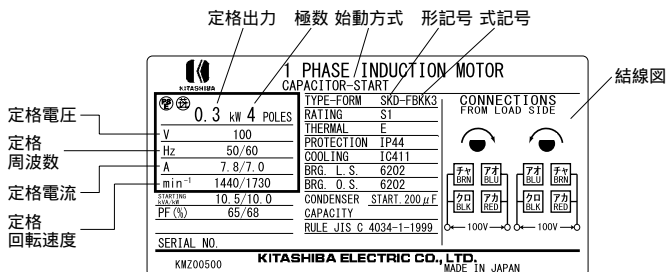 定格出力 極数 始動方式 形記号 式記号
結線図
定格電圧
定格
周波数
定格電流
定格
回転速度
KITASHIBA
1 PHASE INDUCTION MOTOR
CAPACITOR-START
0.3 kW 4 POLES
V 100
Hz 50/60
A 7.8/7.0
min⁻¹ 1440/1730
STARTING kVA/kW 10.5/10.0
PF (%) 65/68
SERIAL NO.
TYPE-FORM SKD-FBKK3
RATING S1
THERMAL E
PROTECTION IP44
COOLING IC411
BRG. L.S. 6202
BRG. O.S. 6202
CONDENSER START. 200μF
CAPACITY
RULE JIS C 4034-1-1999
CONNECTIONS
FROM LOAD SIDE
チャ アオ チャ アオ
BRN BLU BRN BLU
クロ アカ クロ アカ
BLK RED BLK RED
100V 100V
KITASHIBA ELECTRIC CO., LTD.
KMZ00500 MADE IN JAPAN